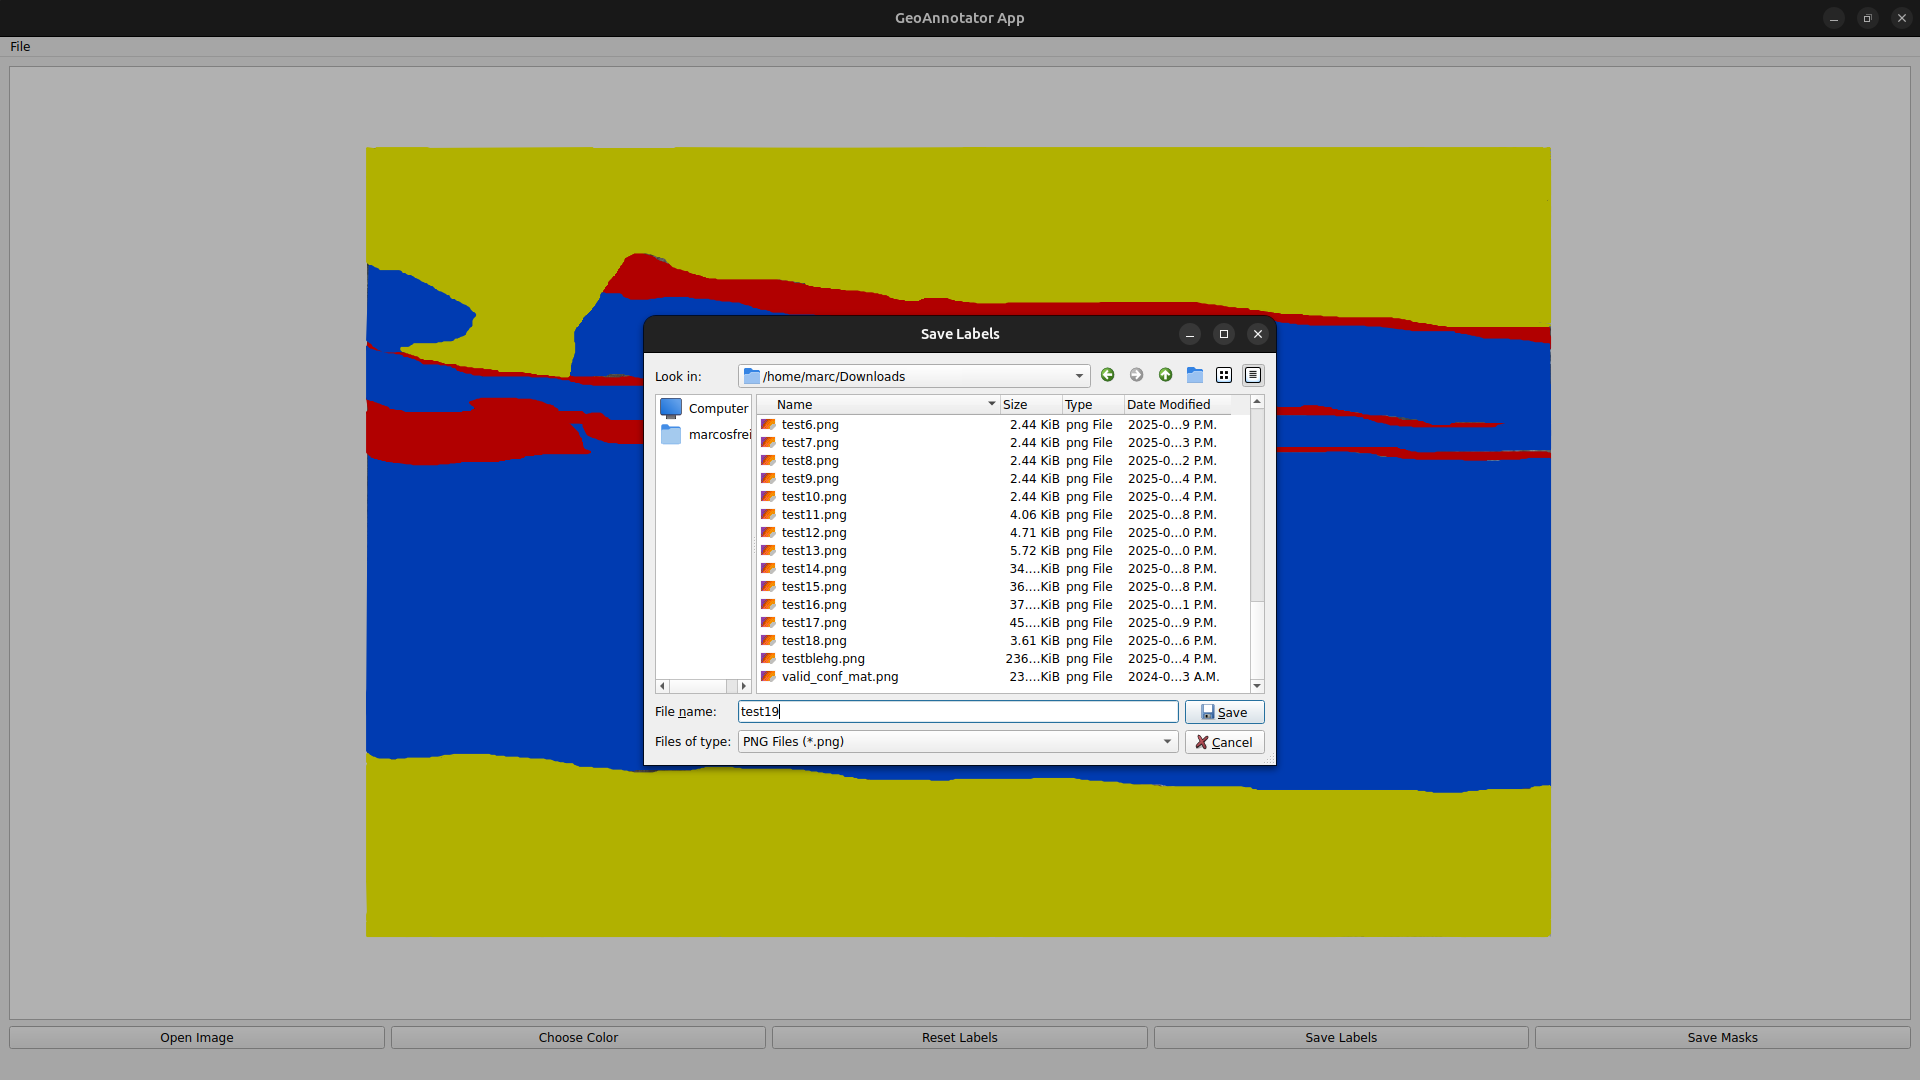 GeoAnnotator App
File
Save Labels
Look in: /home/marc/Downloads
Computer
marcosfrei
Name Size Type Date Modified
test6.png 2.44 KiB png File 2025-0...9 P.M.
test7.png 2.44 KiB png File 2025-0...3 P.M.
test8.png 2.44 KiB png File 2025-0...2 P.M.
test9.png 2.44 KiB png File 2025-0...4 P.M.
test10.png 2.44 KiB png File 2025-0...4 P.M.
test11.png 4.06 KiB png File 2025-0...8 P.M.
test12.png 4.71 KiB png File 2025-0...0 P.M.
test13.png 5.72 KiB png File 2025-0...0 P.M.
test14.png 34....KiB png File 2025-0...8 P.M.
test15.png 36....KiB png File 2025-0...8 P.M.
test16.png 37....KiB png File 2025-0...1 P.M.
test17.png 45....KiB png File 2025-0...9 P.M.
test18.png 3.61 KiB png File 2025-0...6 P.M.
testblehg.png 236...KiB png File 2025-0...4 P.M.
valid_conf_mat.png 23....KiB png File 2024-0...3 A.M.
File name: test19 Save
Files of type: PNG Files (*.png) Cancel
Open Image Choose Color Reset Labels Save Labels Save Masks